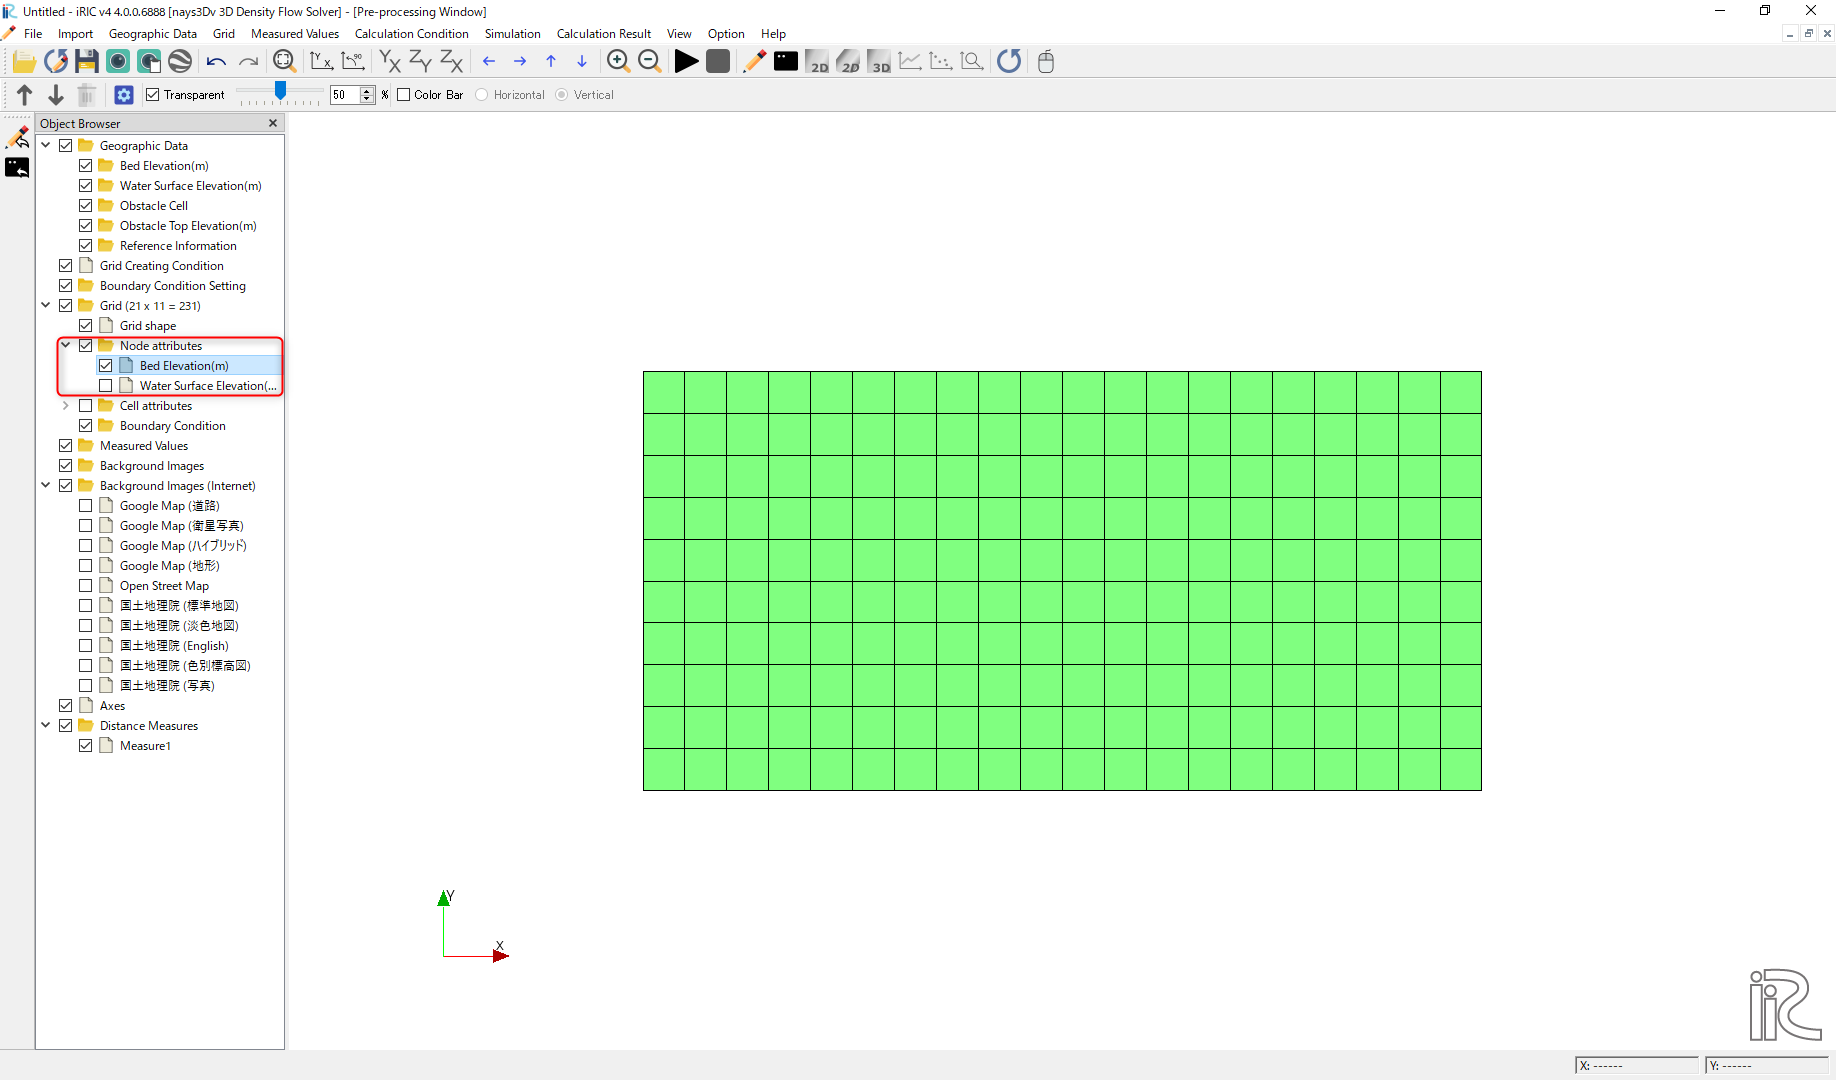 Untitled - iRIC v4 4.0.0.6888 [nays3Dv 3D Density Flow Solver] - [Pre-processing Window]
File Import Geographic Data Grid Measured Values Calculation Condition Simulation Calculation Result View Option Help
Y X Y X 90 YX ZY ZX 2D 2D 3D
Transparent 50 % Color Bar Horizontal Vertical
Object Browser
Geographic Data
Bed Elevation(m)
Water Surface Elevation(m)
Obstacle Cell
Obstacle Top Elevation(m)
Reference Information
Grid Creating Condition
Boundary Condition Setting
Grid (21 x 11 = 231)
Grid shape
Node attributes
Bed Elevation(m)
Water Surface Elevation(...
Cell attributes
Boundary Condition
Measured Values
Background Images
Background Images (Internet)
Google Map (道路)
Google Map (衛星写真)
Google Map (ハイブリッド)
Google Map (地形)
Open Street Map
国土地理院 (標準地図)
国土地理院 (淡色地図)
国土地理院 (English)
国土地理院 (色別標高図)
国土地理院 (写真)
Axes
Distance Measures
Measure1
Y
X
iRIC
X: ------ Y: ------